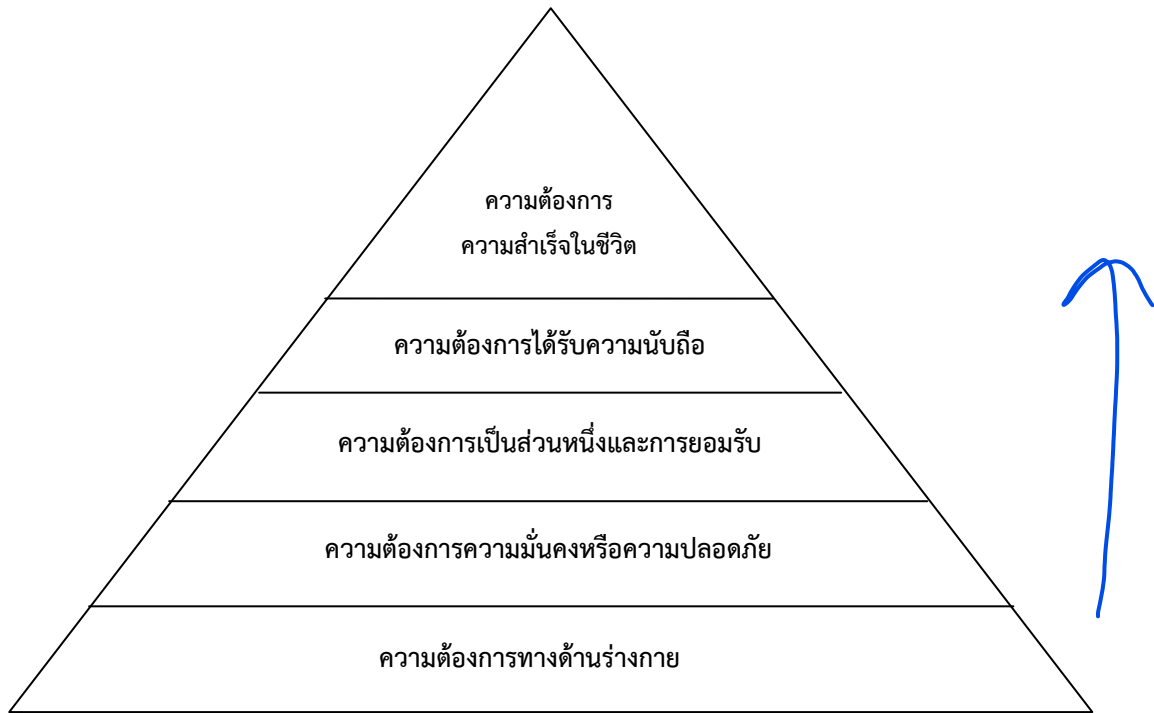 ความต้องการ
ความสำเร็จในชีวิต
ความต้องการได้รับความนับถือ
ความต้องการเป็นส่วนหนึ่งและการยอมรับ
ความต้องการความมั่นคงหรือความปลอดภัย
ความต้องการทางด้านร่างกาย